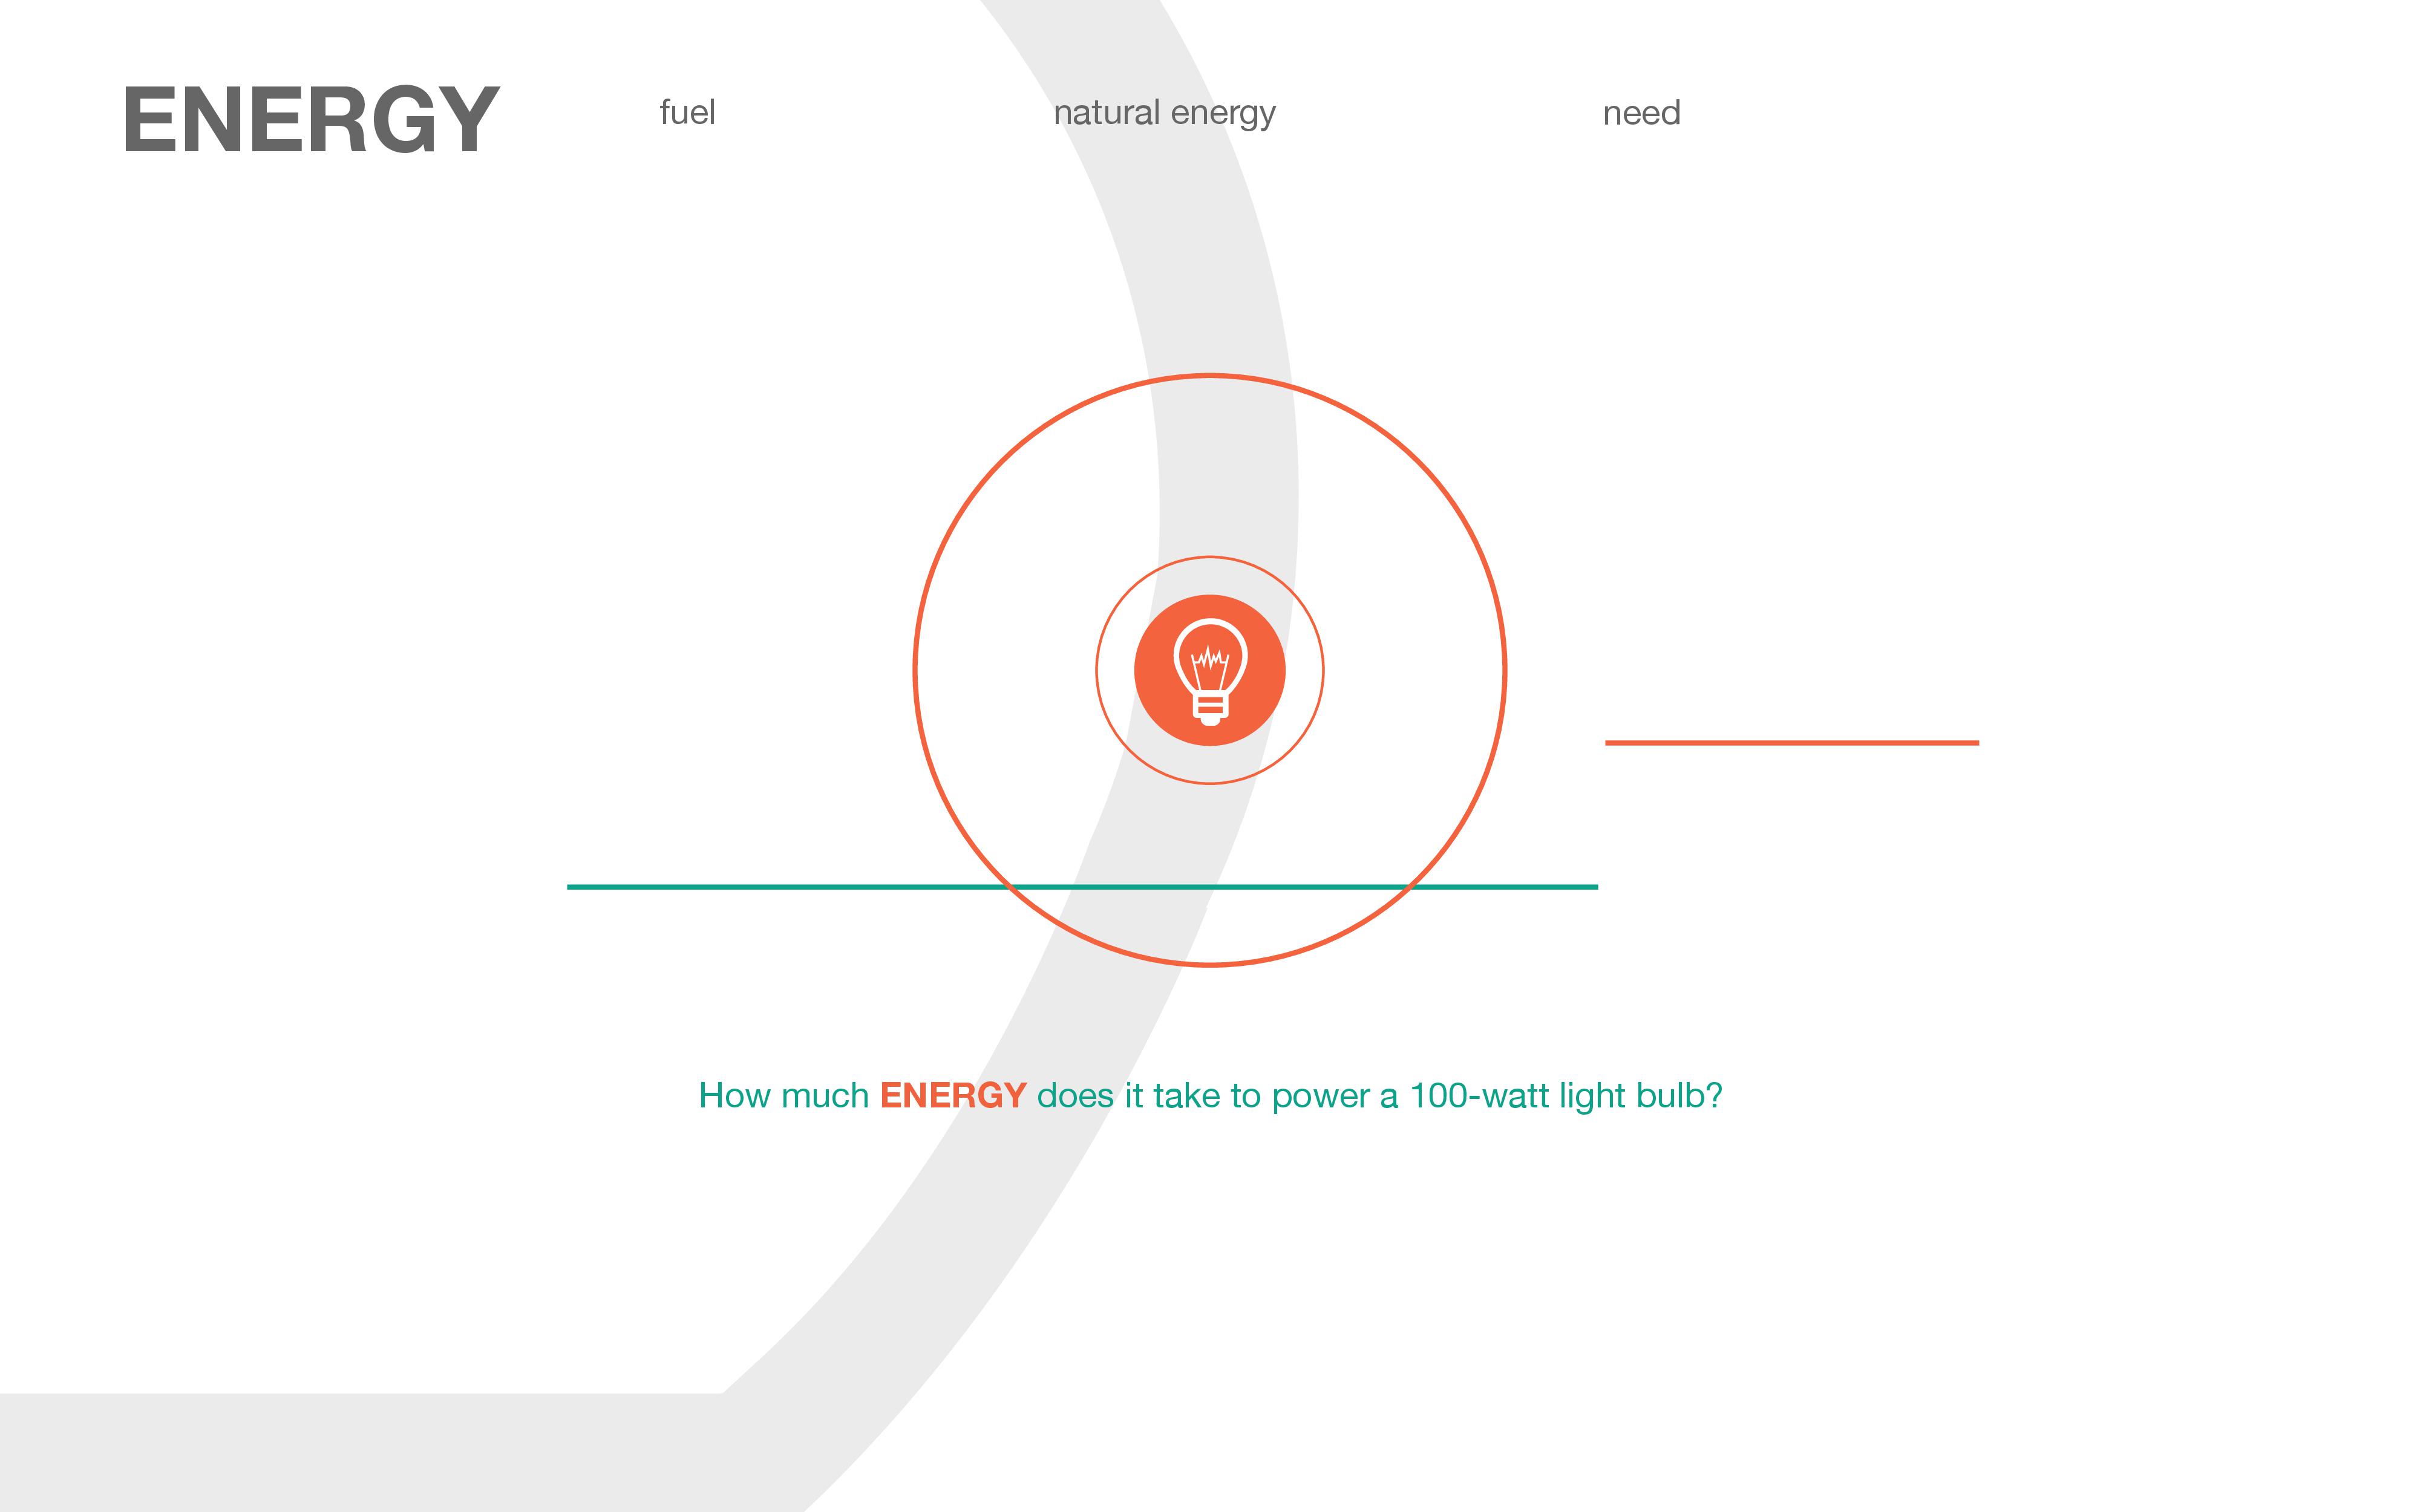 ENERGY
fuel
natural energy
need
How much ENERGY does it take to power a 100-watt light bulb?